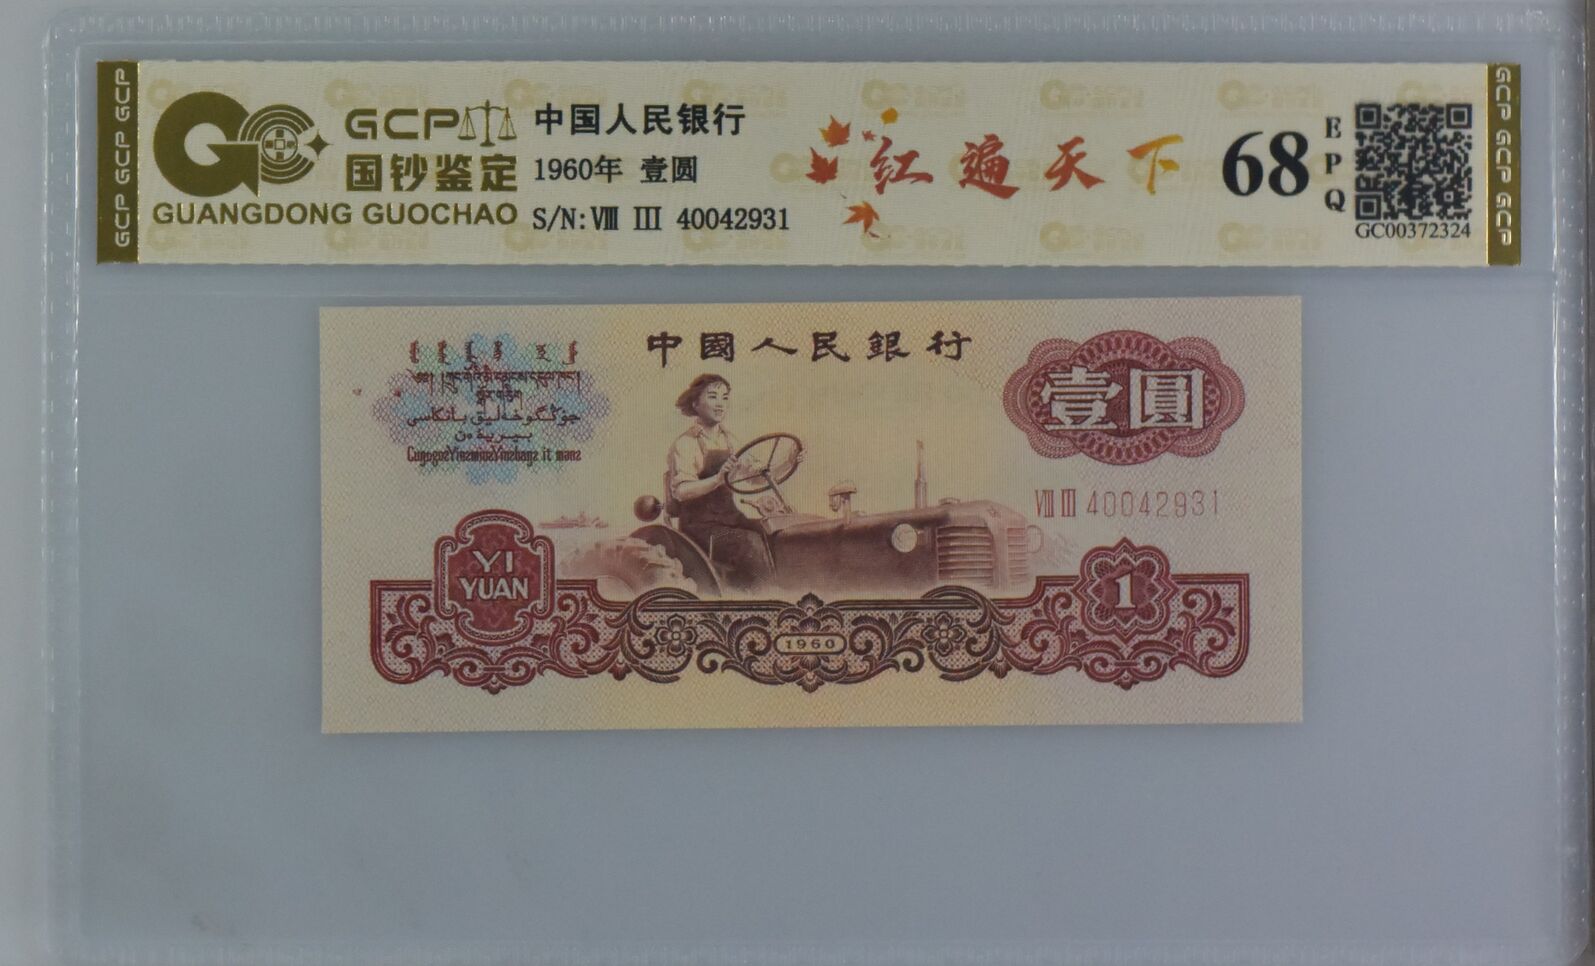 GCP GCP GCP
GCP
国钞鉴定
GUANGDONG GUOCHAO
中国人民银行
1960年 壹圆
S/N: Ⅷ Ⅲ 40042931
红遍天下
68
EPQ
GC00372324
GCP GCP GCP
中國人民銀行
壹圓
Ⅷ Ⅲ 40042931
YI
YUAN
1960
1